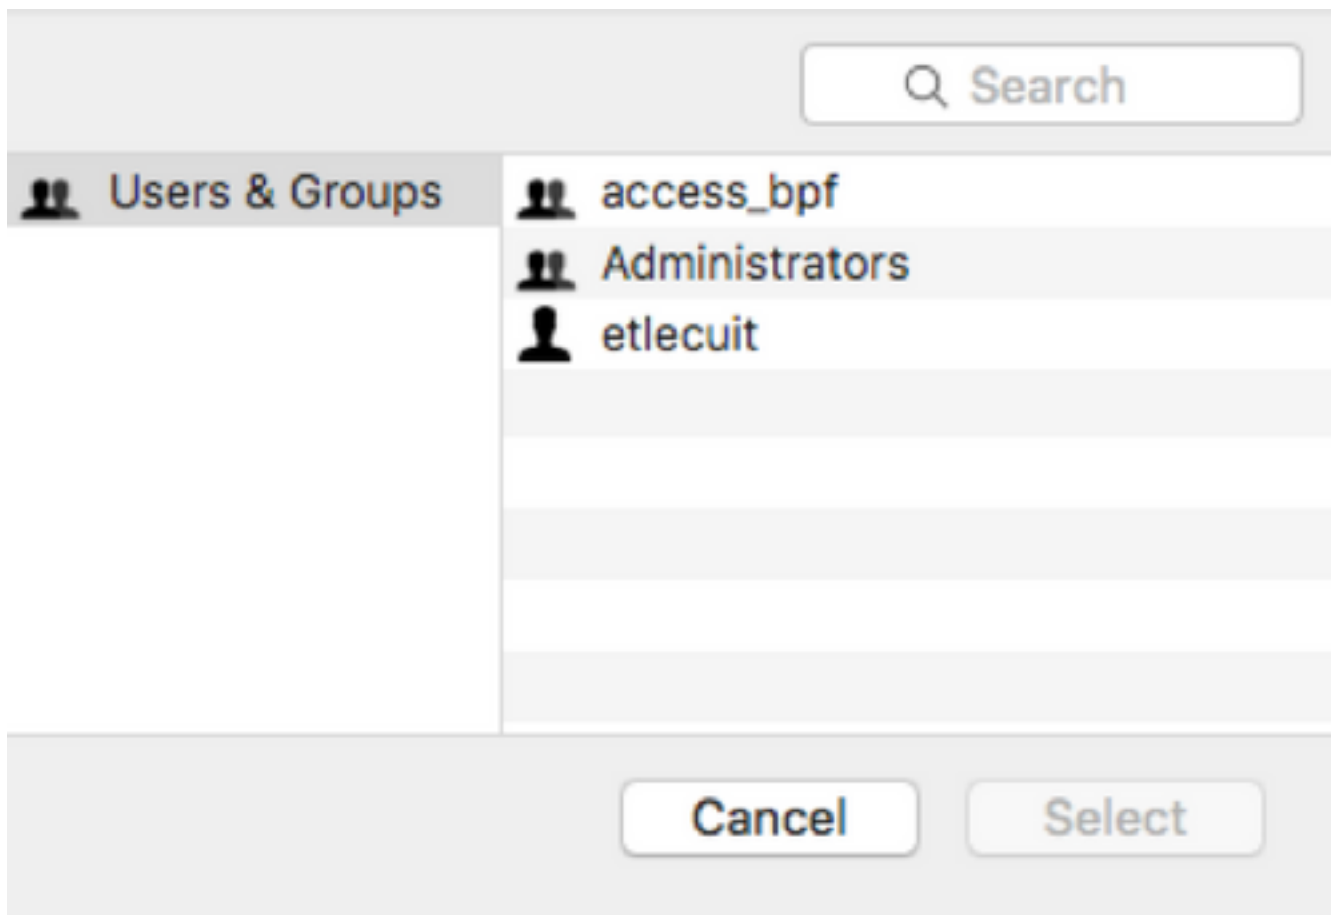 Search
Users & Groups
access_bpf
Administrators
etlecuit
Cancel
Select